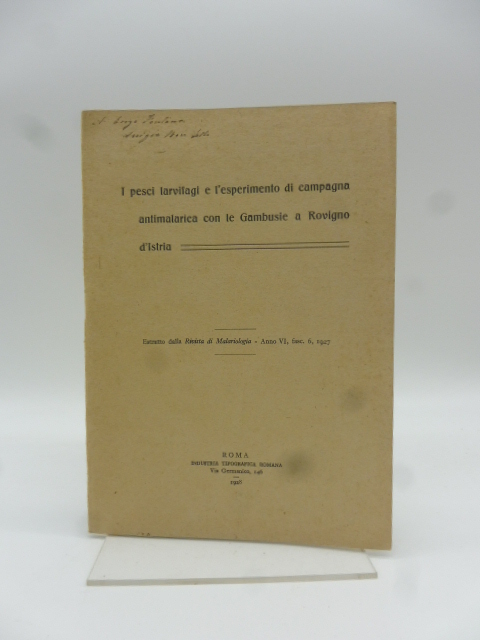 I pesci larvifagi e l'esperimento di campagna
antimalarica con le Gambusie a Rovigno
d'Istria
Estratto dalla Rivista di Malariologia - Anno VI, fasc. 6, 1927
ROMA
INDUSTRIA TIPOGRAFICA ROMANA
Via Germanico, 146
1928